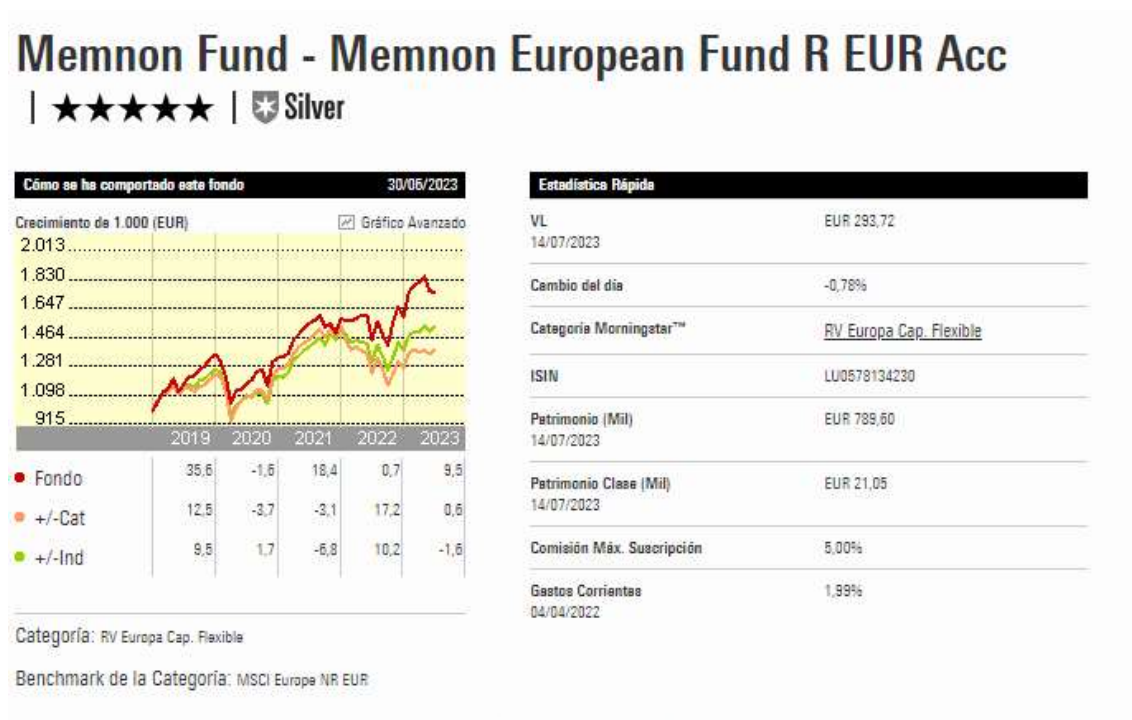 Memnon Fund - Memnon European Fund R EUR Acc
| ★★★★★ | Silver
Cómo se ha comportado este fondo 30/06/2023
Crecimiento de 1.000 (EUR) Gráfico Avanzado
2.013
1.830
1.647
1.464
1.281
1.098
915
2019 2020 2021 2022 2023
Fondo 35,6 -1,6 18,4 0,7 9,5
+/-Cat 12,5 -3,7 -3,1 17,2 0,6
+/-Ind 9,5 1,7 -6,8 10,2 -1,6
Categoría: RV Europa Cap. Flexible
Benchmark de la Categoría: MSCI Europe NR EUR
Estadística Rápida
VL EUR 293,72
14/07/2023
Cambio del día -0,78%
Categoría Morningstar™ RV Europa Cap. Flexible
ISIN LU0578134230
Patrimonio (Mil) EUR 789,60
14/07/2023
Patrimonio Clase (Mil) EUR 21,05
14/07/2023
Comisión Máx. Suscripción 5,00%
Gastos Corrientes 1,99%
04/04/2022